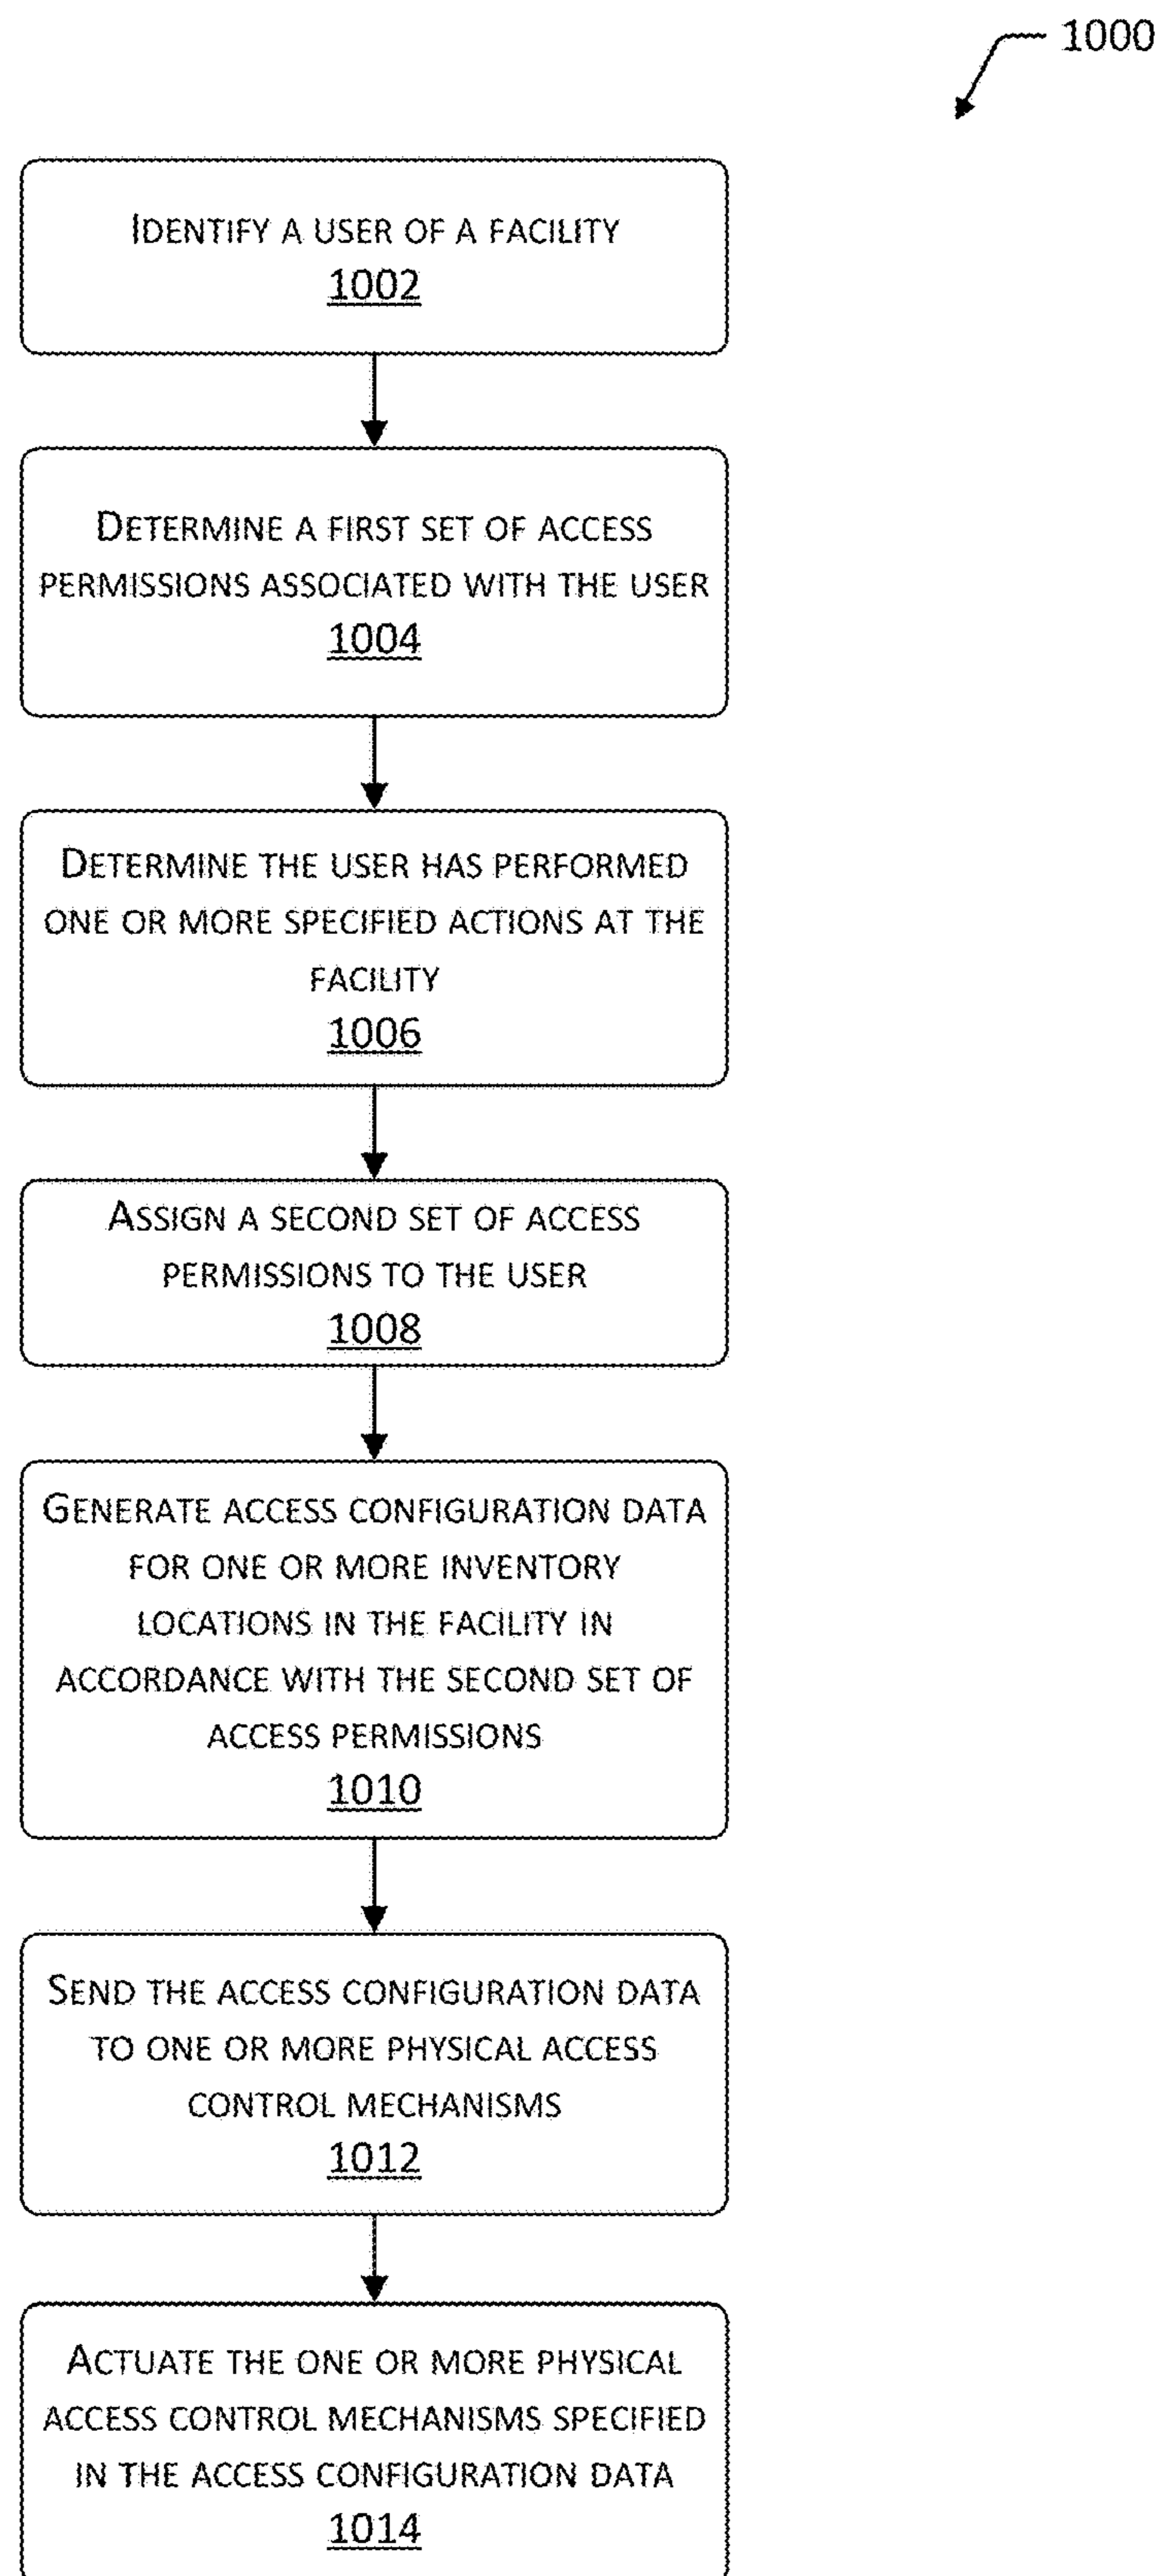 1000
IDENTIFY A USER OF A FACILITY
1002
DETERMINE A FIRST SET OF ACCESS
PERMISSIONS ASSOCIATED WITH THE USER
1004
DETERMINE THE USER HAS PERFORMED
ONE OR MORE SPECIFIED ACTIONS AT THE
FACILITY
1006
ASSIGN A SECOND SET OF ACCESS
PERMISSIONS TO THE USER
1008
GENERATE ACCESS CONFIGURATION DATA
FOR ONE OR MORE INVENTORY
LOCATIONS IN THE FACILITY IN
ACCORDANCE WITH THE SECOND SET OF
ACCESS PERMISSIONS
1010
SEND THE ACCESS CONFIGURATION DATA
TO ONE OR MORE PHYSICAL ACCESS
CONTROL MECHANISMS
1012
ACTUATE THE ONE OR MORE PHYSICAL
ACCESS CONTROL MECHANISMS SPECIFIED
IN THE ACCESS CONFIGURATION DATA
1014